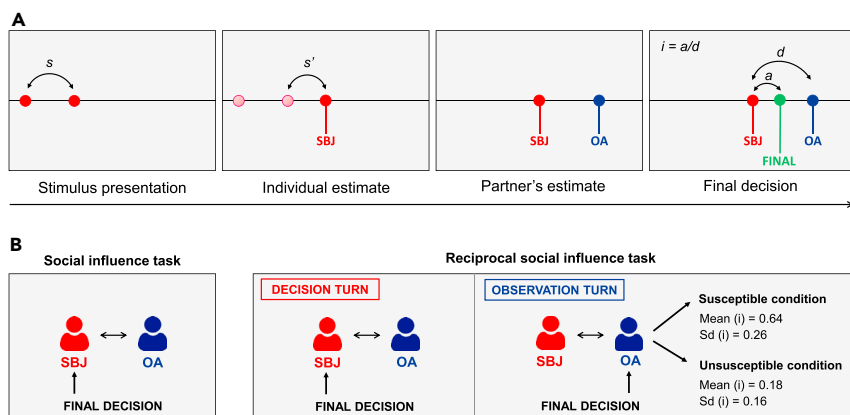 A
s
Stimulus presentation
s'
SBJ
Individual estimate
SBJ
OA
Partner's estimate
i = a/d
d
a
SBJ
OA
FINAL
Final decision
B
Social influence task
SBJ
OA
FINAL DECISION
Reciprocal social influence task
DECISION TURN
SBJ
OA
FINAL DECISION
OBSERVATION TURN
SBJ
OA
FINAL DECISION
Susceptible condition
Mean (i) = 0.64
Sd (i) = 0.26
Unsusceptible condition
Mean (i) = 0.18
Sd (i) = 0.16